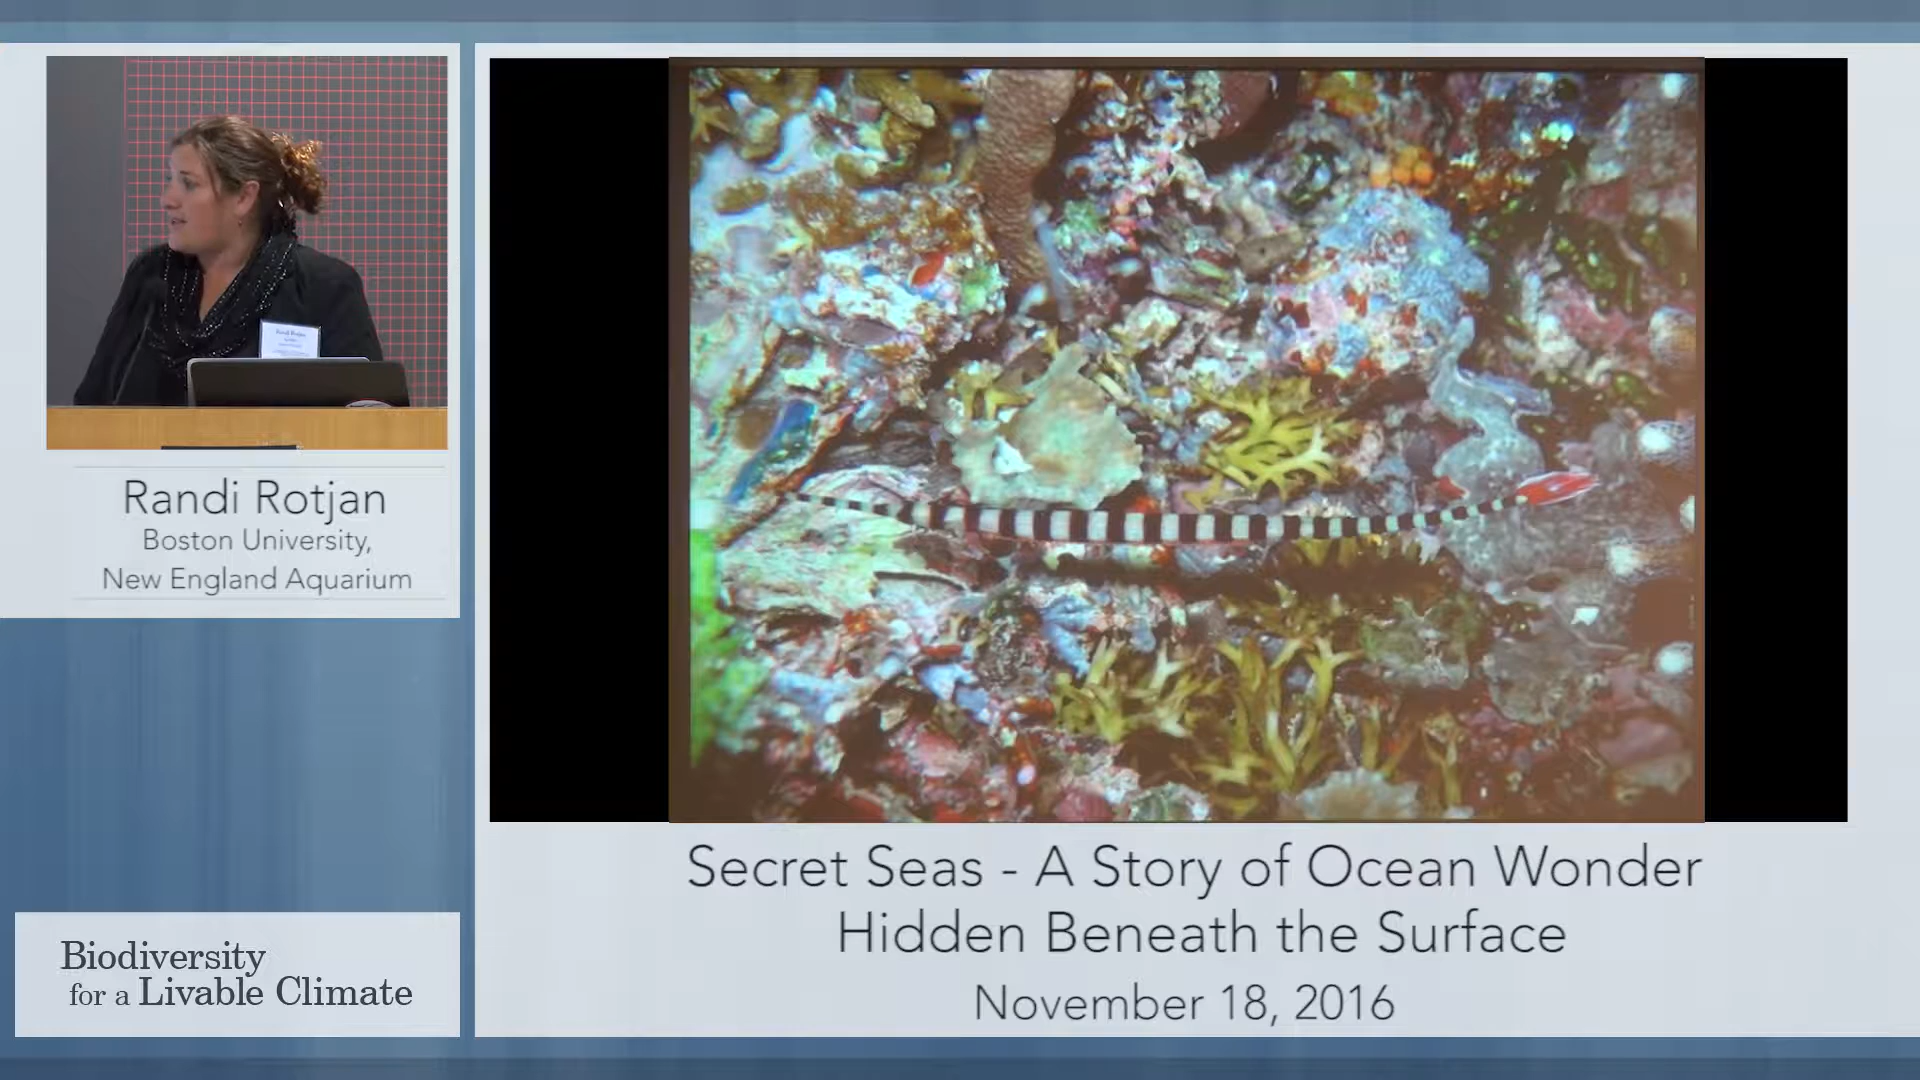 Randi Rotjan
Boston University,
New England Aquarium
Biodiversity
for a Livable Climate
Secret Seas - A Story of Ocean Wonder
Hidden Beneath the Surface
November 18, 2016